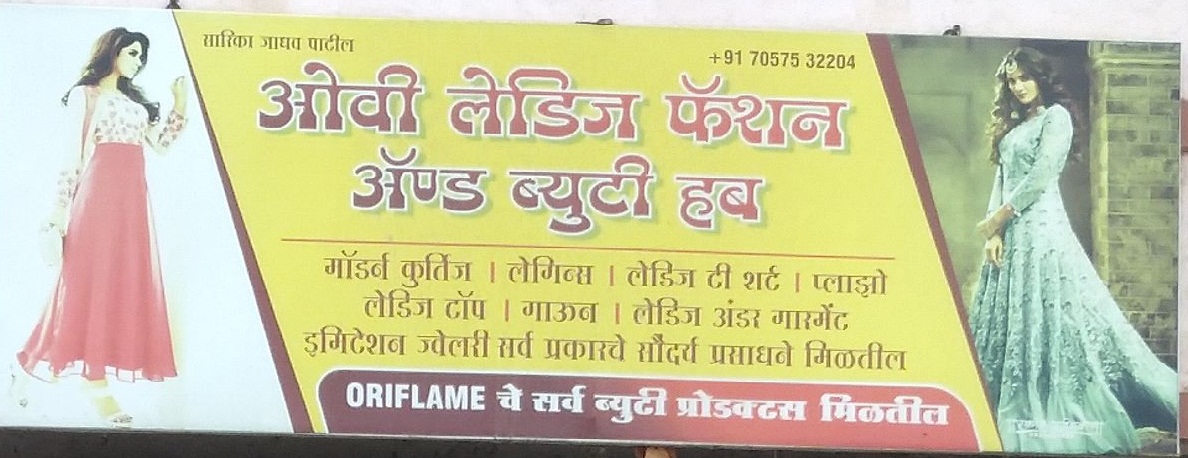 सारिका जाधव पाटील
+91 70575 32204
ओवी लेडिज फॅशन
ॲण्ड ब्युटी हब
मॉडर्न कुर्तिज | लेगिन्स | लेडिज टी शर्ट | प्लाझो
लेडिज टॉप | गाऊन | लेडिज अंडर गारमेंट
इमिटेशन ज्वेलरी सर्व प्रकारचे सौंदर्य प्रसाधने मिळतील
ORIFLAME चे सर्व ब्युटी प्रोडक्टस मिळतील